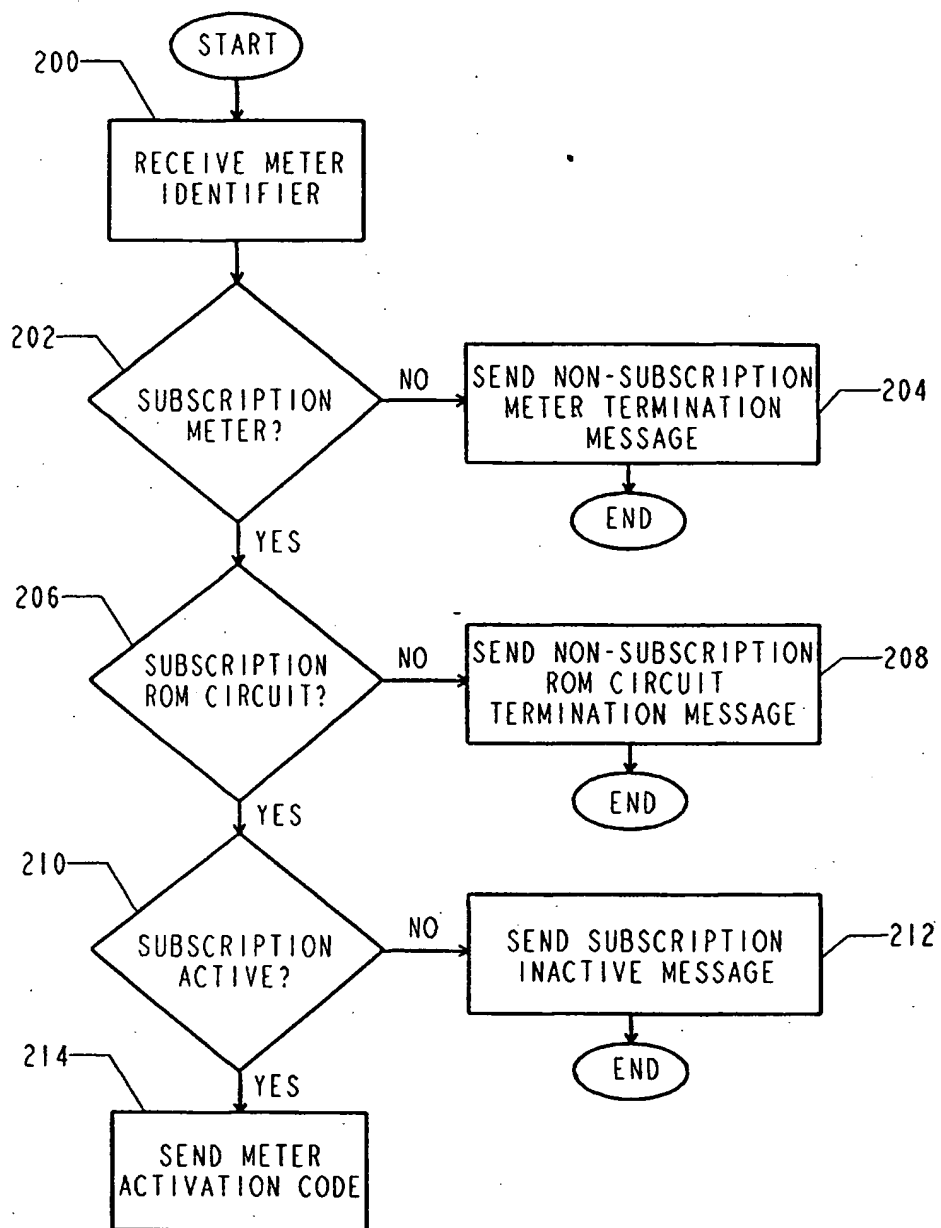 START
200
RECEIVE METER
IDENTIFIER
202
SUBSCRIPTION
METER?
NO
SEND NON-SUBSCRIPTION
METER TERMINATION
MESSAGE
204
END
YES
206
SUBSCRIPTION
ROM CIRCUIT?
NO
SEND NON-SUBSCRIPTION
ROM CIRCUIT
TERMINATION MESSAGE
208
END
YES
210
SUBSCRIPTION
ACTIVE?
NO
SEND SUBSCRIPTION
INACTIVE MESSAGE
212
END
214
YES
SEND METER
ACTIVATION CODE